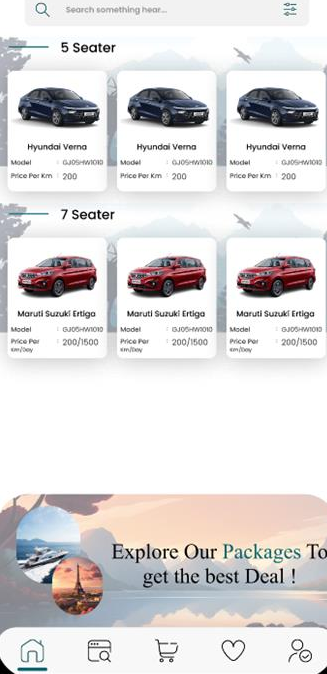 Search something hear...
5 Seater
Hyundai Verna Hyundai Verna Hyundai Verna
Model : GJ05HW1010 Model : GJ05HW1010 Model : GJ05HW1010
Price Per Km : 200 Price Per Km : 200 Price Per Km : 200
7 Seater
Maruti Suzuki Ertiga Maruti Suzuki Ertiga Maruti Suzuki Ertiga
Model : GJ05HW1010 Model : GJ05HW1010 Model : GJ05HW1010
Price Per : 200/1500 Price Per : 200/1500 Price Per : 200/1500
Km/Day Km/Day Km/Day
Explore Our Packages To
get the best Deal !